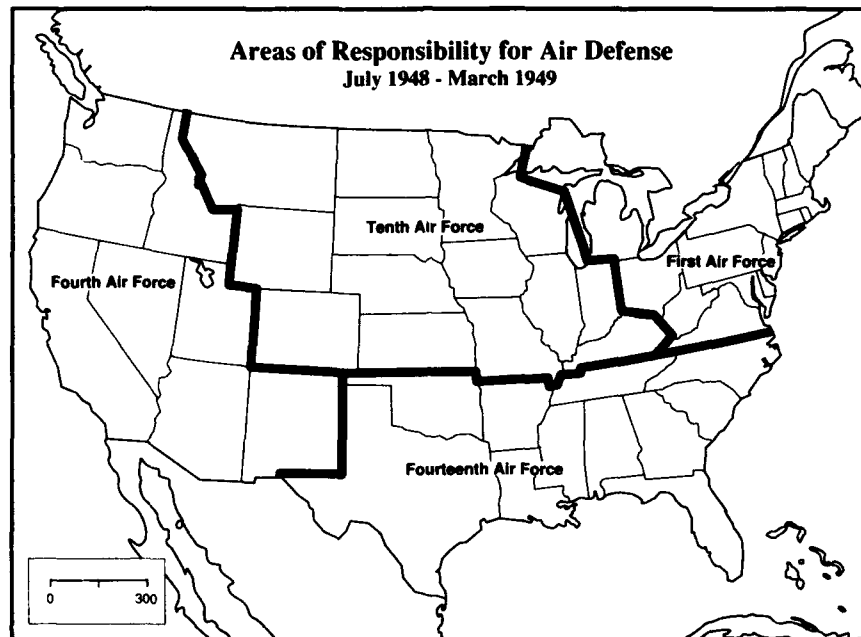 Areas of Responsibility for Air Defense
July 1948 - March 1949
Tenth Air Force
First Air Force
Fourth Air Force
Fourteenth Air Force
0 300